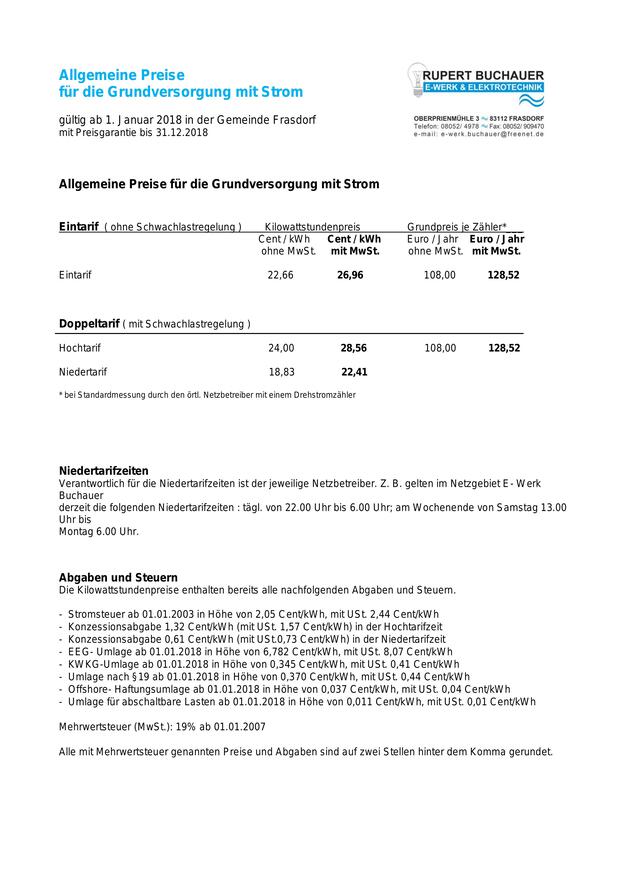 Allgemeine Preise
für die Grundversorgung mit Strom
gültig ab 1. Januar 2018 in der Gemeinde Frasdorf
mit Preisgarantie bis 31.12.2018
RUPERT BUCHAUER
E-WERK & ELEKTROTECHNIK
OBERPRIENMÜHLE 3 ~ 83112 FRASDORF
Telefon: 08052/ 4978 ~ Fax: 08052/ 909470
e-mail: e-werk.buchauer@freenet.de
Allgemeine Preise für die Grundversorgung mit Strom
Eintarif ( ohne Schwachlastregelung ) Kilowattstundenpreis Grundpreis je Zähler*
Cent / kWh Cent / kWh Euro / Jahr Euro / Jahr
ohne MwSt. mit MwSt. ohne MwSt. mit MwSt.
Eintarif 22,66 26,96 108,00 128,52
Doppeltarif ( mit Schwachlastregelung )
Hochtarif 24,00 28,56 108,00 128,52
Niedertarif 18,83 22,41
* bei Standardmessung durch den örtl. Netzbetreiber mit einem Drehstromzähler
Niedertarifzeiten
Verantwortlich für die Niedertarifzeiten ist der jeweilige Netzbetreiber. Z. B. gelten im Netzgebiet E- Werk
Buchauer
derzeit die folgenden Niedertarifzeiten : tägl. von 22.00 Uhr bis 6.00 Uhr; am Wochenende von Samstag 13.00
Uhr bis
Montag 6.00 Uhr.
Abgaben und Steuern
Die Kilowattstundenpreise enthalten bereits alle nachfolgenden Abgaben und Steuern.
- Stromsteuer ab 01.01.2003 in Höhe von 2,05 Cent/kWh, mit USt. 2,44 Cent/kWh
- Konzessionsabgabe 1,32 Cent/kWh (mit USt. 1,57 Cent/kWh) in der Hochtarifzeit
- Konzessionsabgabe 0,61 Cent/kWh (mit USt.0,73 Cent/kWh) in der Niedertarifzeit
- EEG- Umlage ab 01.01.2018 in Höhe von 6,782 Cent/kWh, mit USt. 8,07 Cent/kWh
- KWKG-Umlage ab 01.01.2018 in Höhe von 0,345 Cent/kWh, mit USt. 0,41 Cent/kWh
- Umlage nach §19 ab 01.01.2018 in Höhe von 0,370 Cent/kWh, mit USt. 0,44 Cent/kWh
- Offshore- Haftungsumlage ab 01.01.2018 in Höhe von 0,037 Cent/kWh, mit USt. 0,04 Cent/kWh
- Umlage für abschaltbare Lasten ab 01.01.2018 in Höhe von 0,011 Cent/kWh, mit USt. 0,01 Cent/kWh
Mehrwertsteuer (MwSt.): 19% ab 01.01.2007
Alle mit Mehrwertsteuer genannten Preise und Abgaben sind auf zwei Stellen hinter dem Komma gerundet.